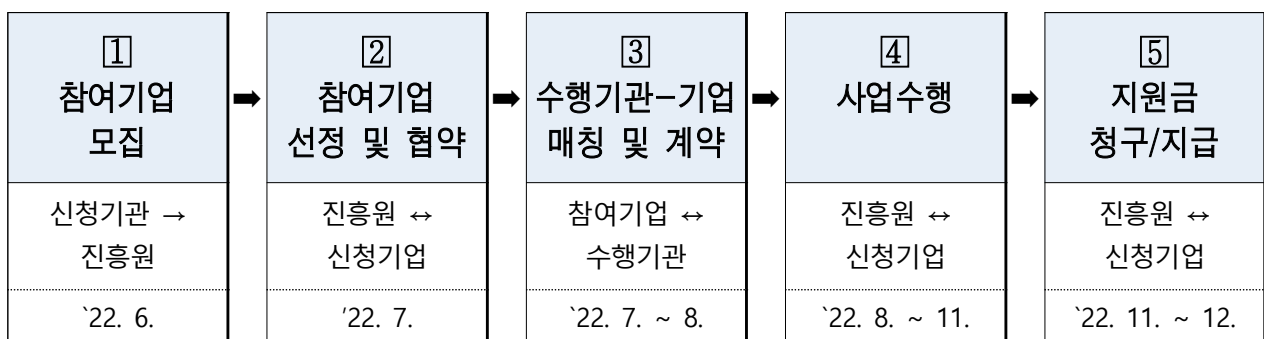 1
참여기업
모집
신청기관 →
진흥원
`22. 6.
➡
2
참여기업
선정 및 협약
진흥원 ↔
신청기업
'22. 7.
➡
3
수행기관-기업
매칭 및 계약
참여기업 ↔
수행기관
`22. 7. ~ 8.
➡
4
사업수행
진흥원 ↔
신청기업
`22. 8. ~ 11.
➡
5
지원금
청구/지급
진흥원 ↔
신청기업
`22. 11. ~ 12.